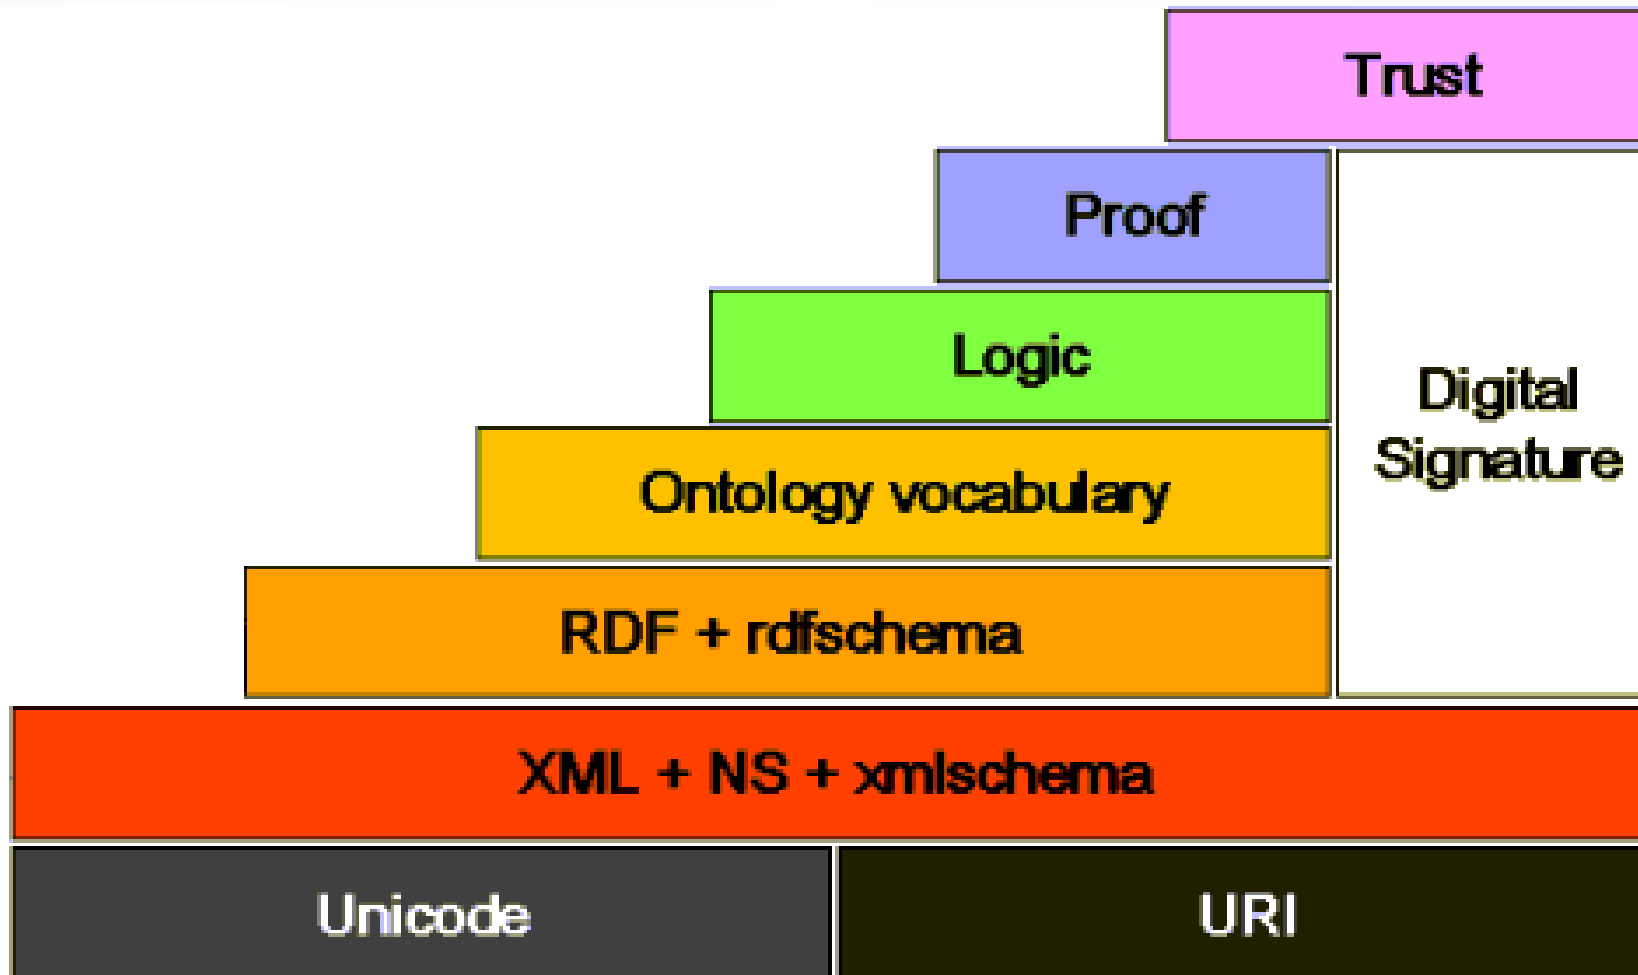 Trust
Proof
Logic
Digital
Signature
Ontology vocabulary
RDF + rdfschema
XML + NS + xmlschema
Unicode
URI